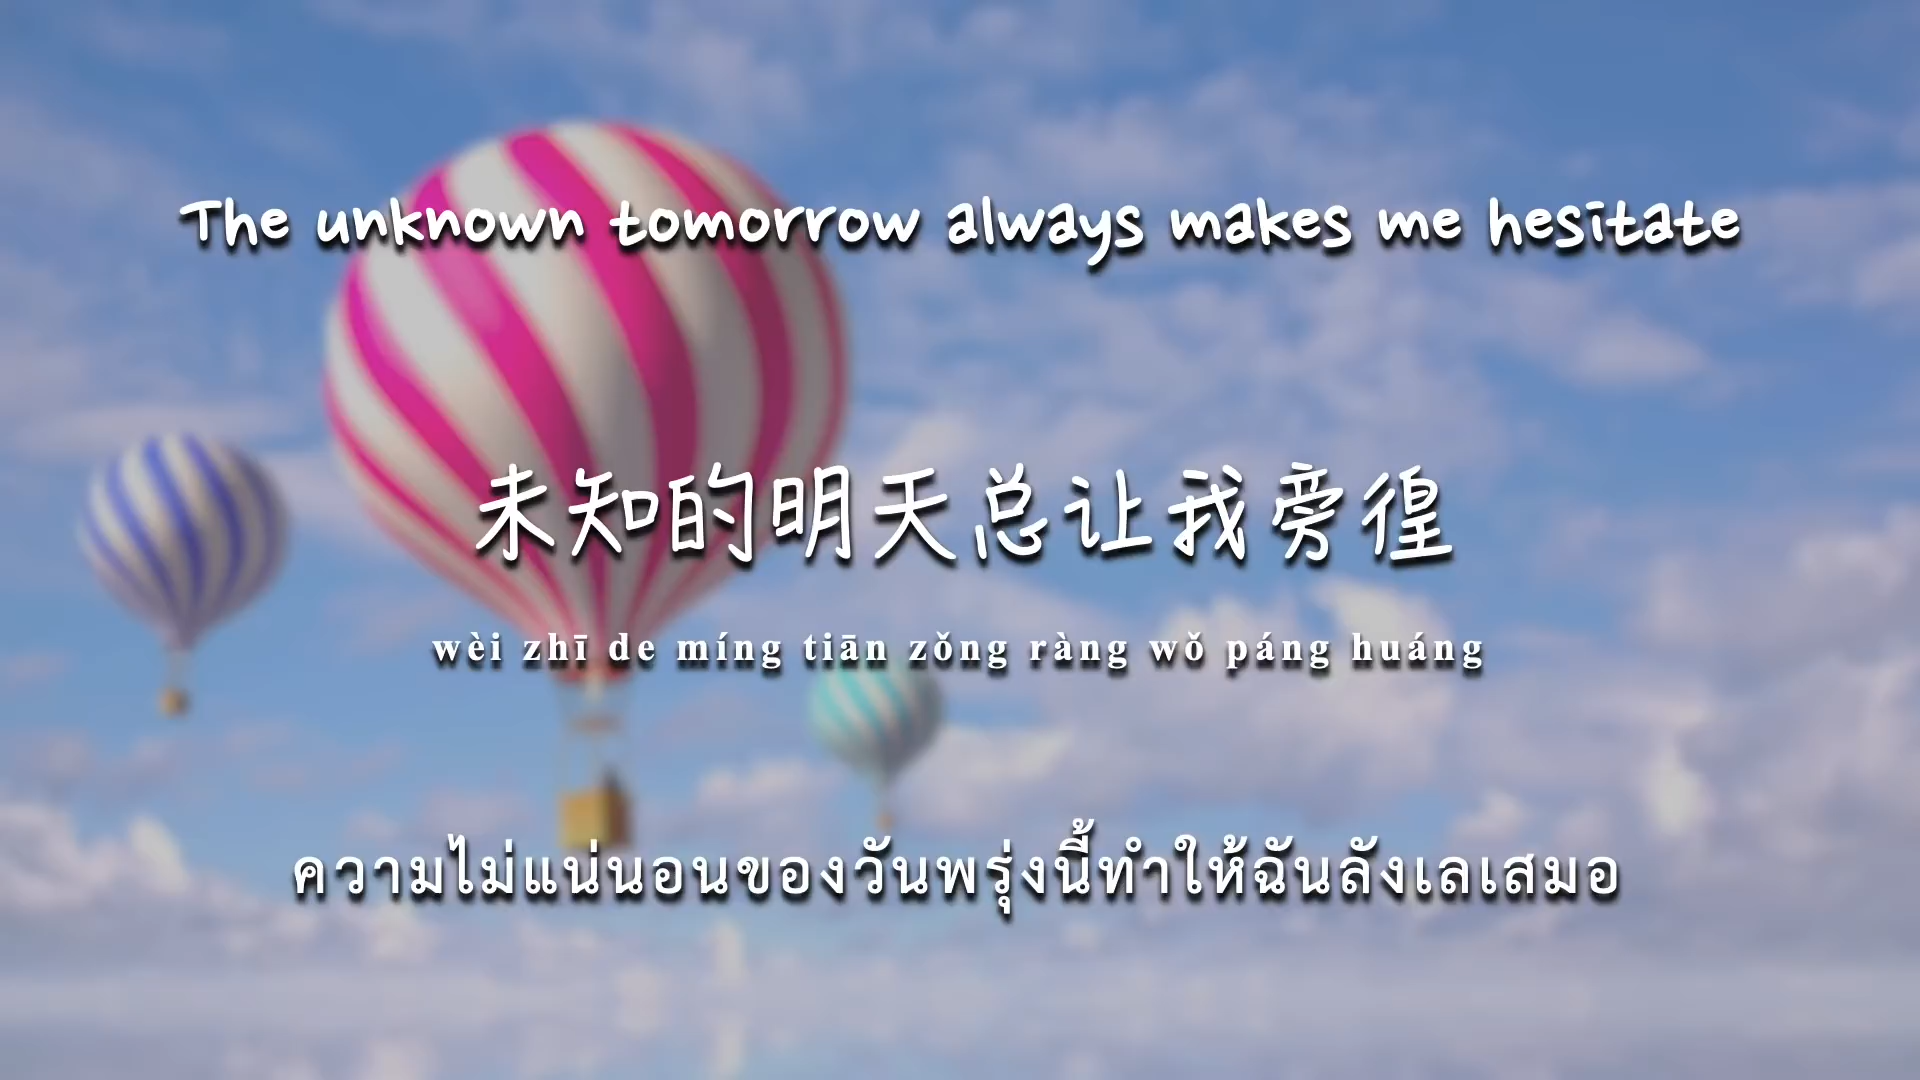 The unknown tomorrow always makes me hesitate
未知的明天总让我旁徨
wèi zhī de míng tiān zǒng ràng wǒ páng huáng
ความไม่แน่นอนของวันพรุ่งนี้ทำให้ฉันลังเลเสมอ